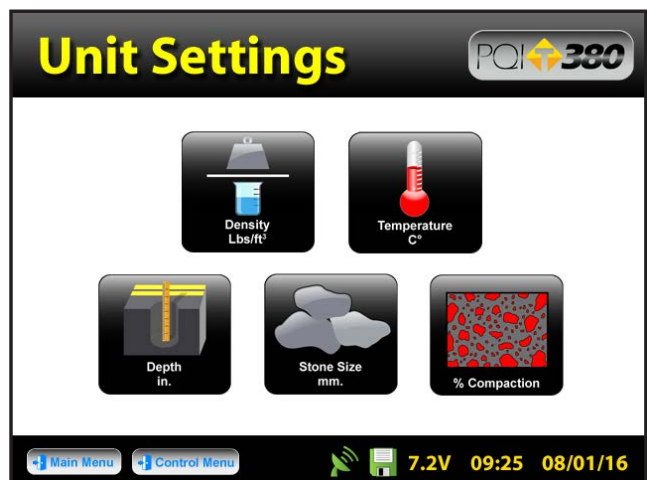 Unit Settings
PQI T 380
Density
Lbs/ft³
Temperature
C°
Depth
in.
Stone Size
mm.
% Compaction
Main Menu
Control Menu
7.2V 09:25 08/01/16